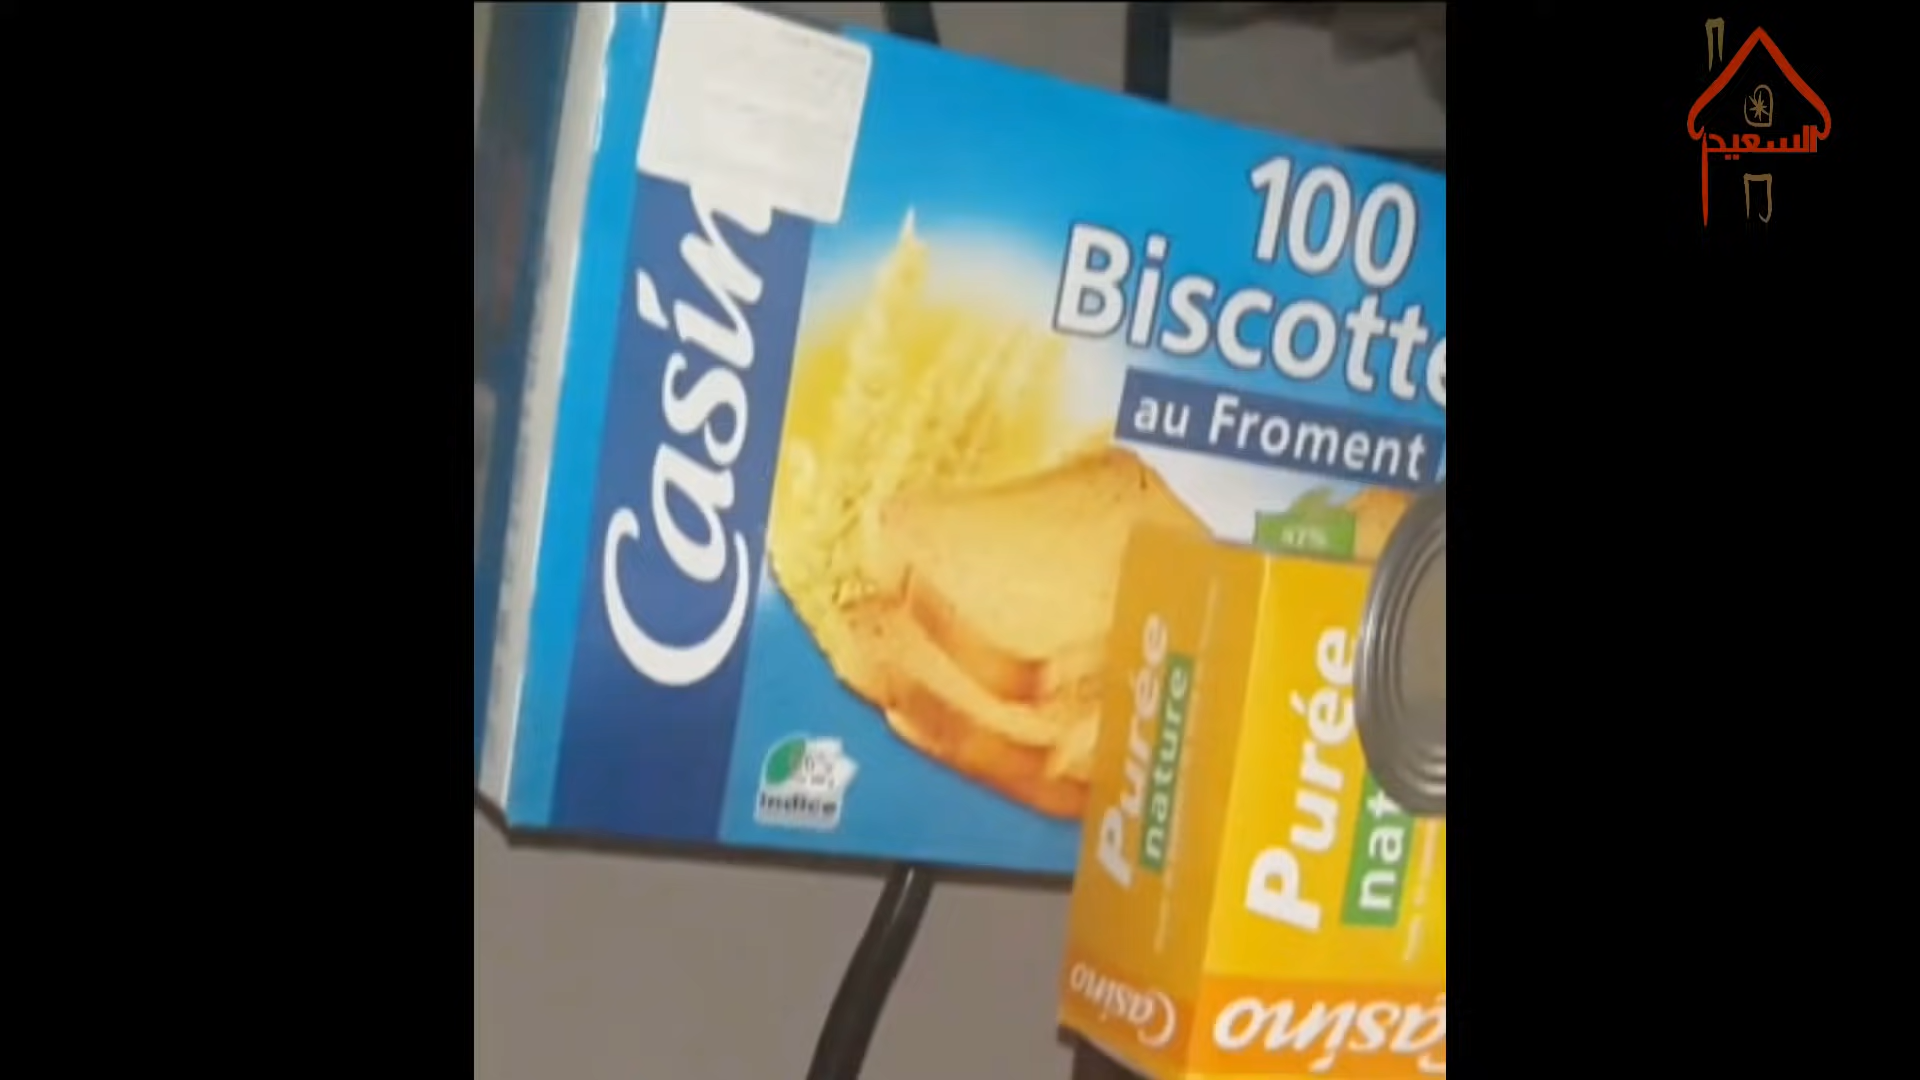 السعيد
Casin
100
Biscotte
au Froment
indice
Purée
nature
Casino
Purée
nat
Casino